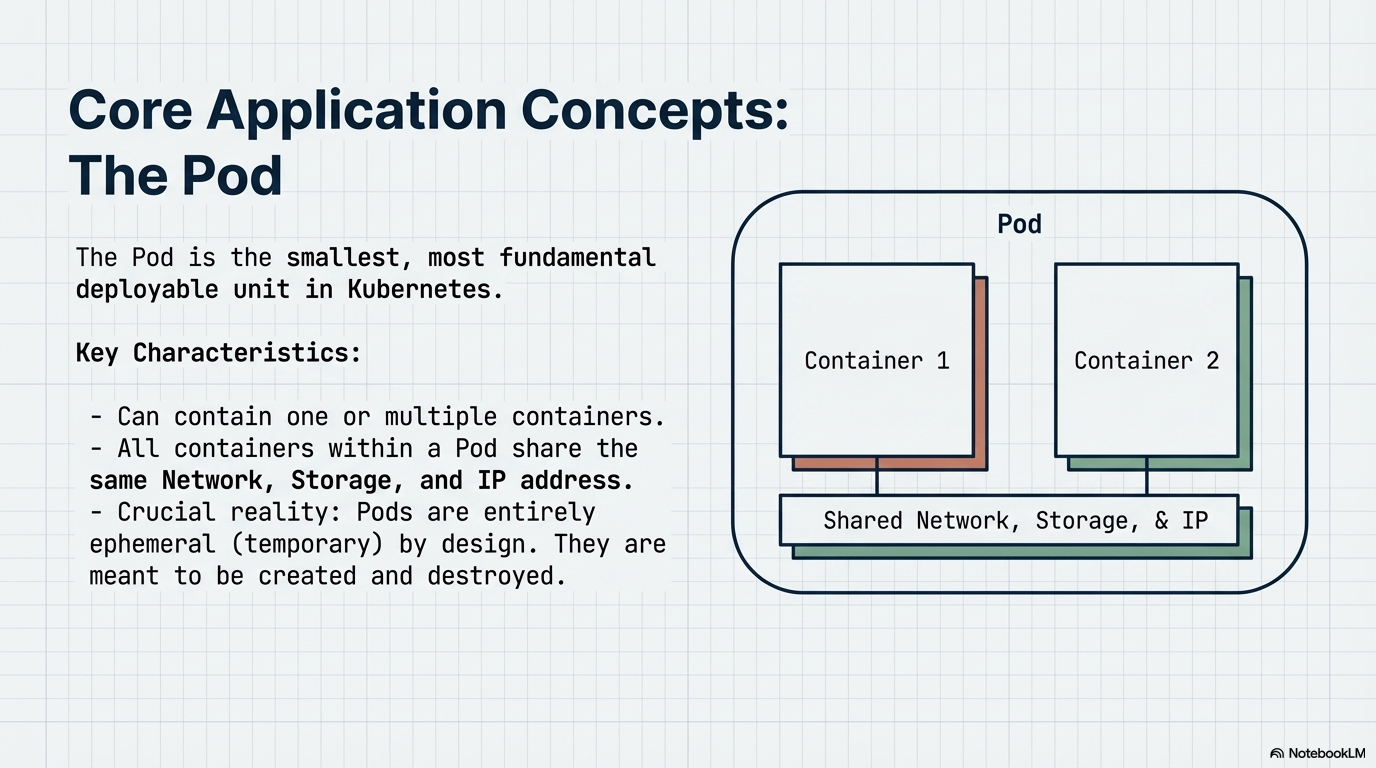 Core Application Concepts:
The Pod
The Pod is the smallest, most fundamental
deployable unit in Kubernetes.
Key Characteristics:
- Can contain one or multiple containers.
- All containers within a Pod share the
same Network, Storage, and IP address.
- Crucial reality: Pods are entirely
ephemeral (temporary) by design. They are
meant to be created and destroyed.
Pod
Container 1
Container 2
Shared Network, Storage, & IP
NotebookLM